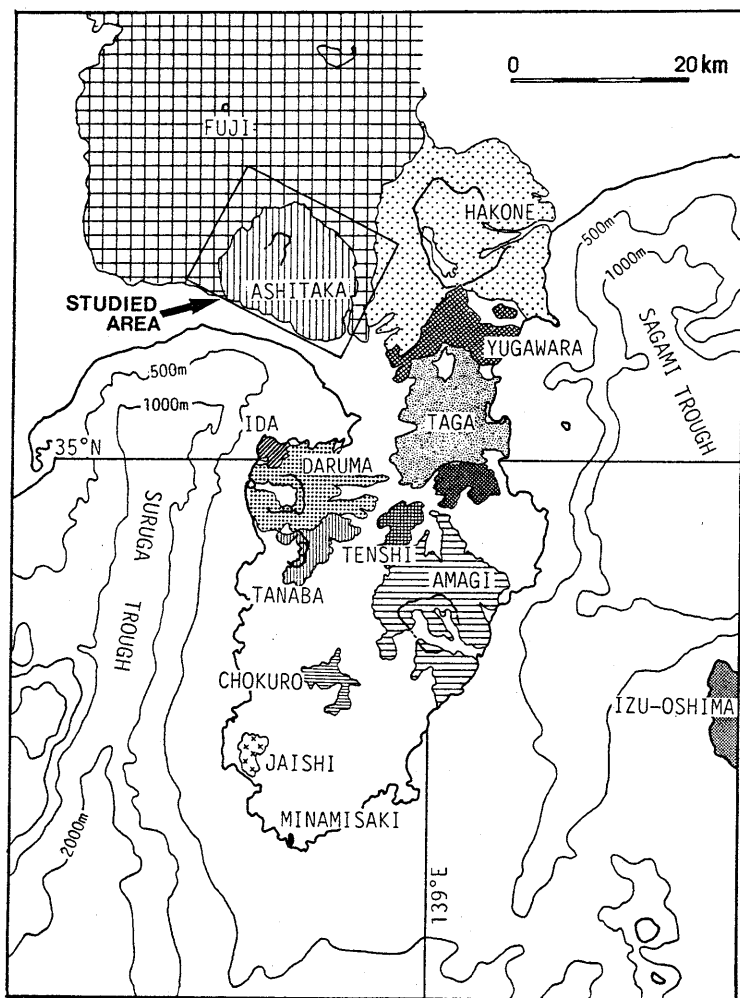 0 20 km
FUJI
HAKONE
500m
1000m
ASHITAKA
STUDIED
AREA
YUGAWARA
SAGAMI TROUGH
500m
1000m
IDA
TAGA
35°N
DARUMA
SURUGA TROUGH
TENSHI
AMAGI
TANABA
CHOKURO
IZU-OSHIMA
JAISHI
MINAMISAKI
2000m
139°E